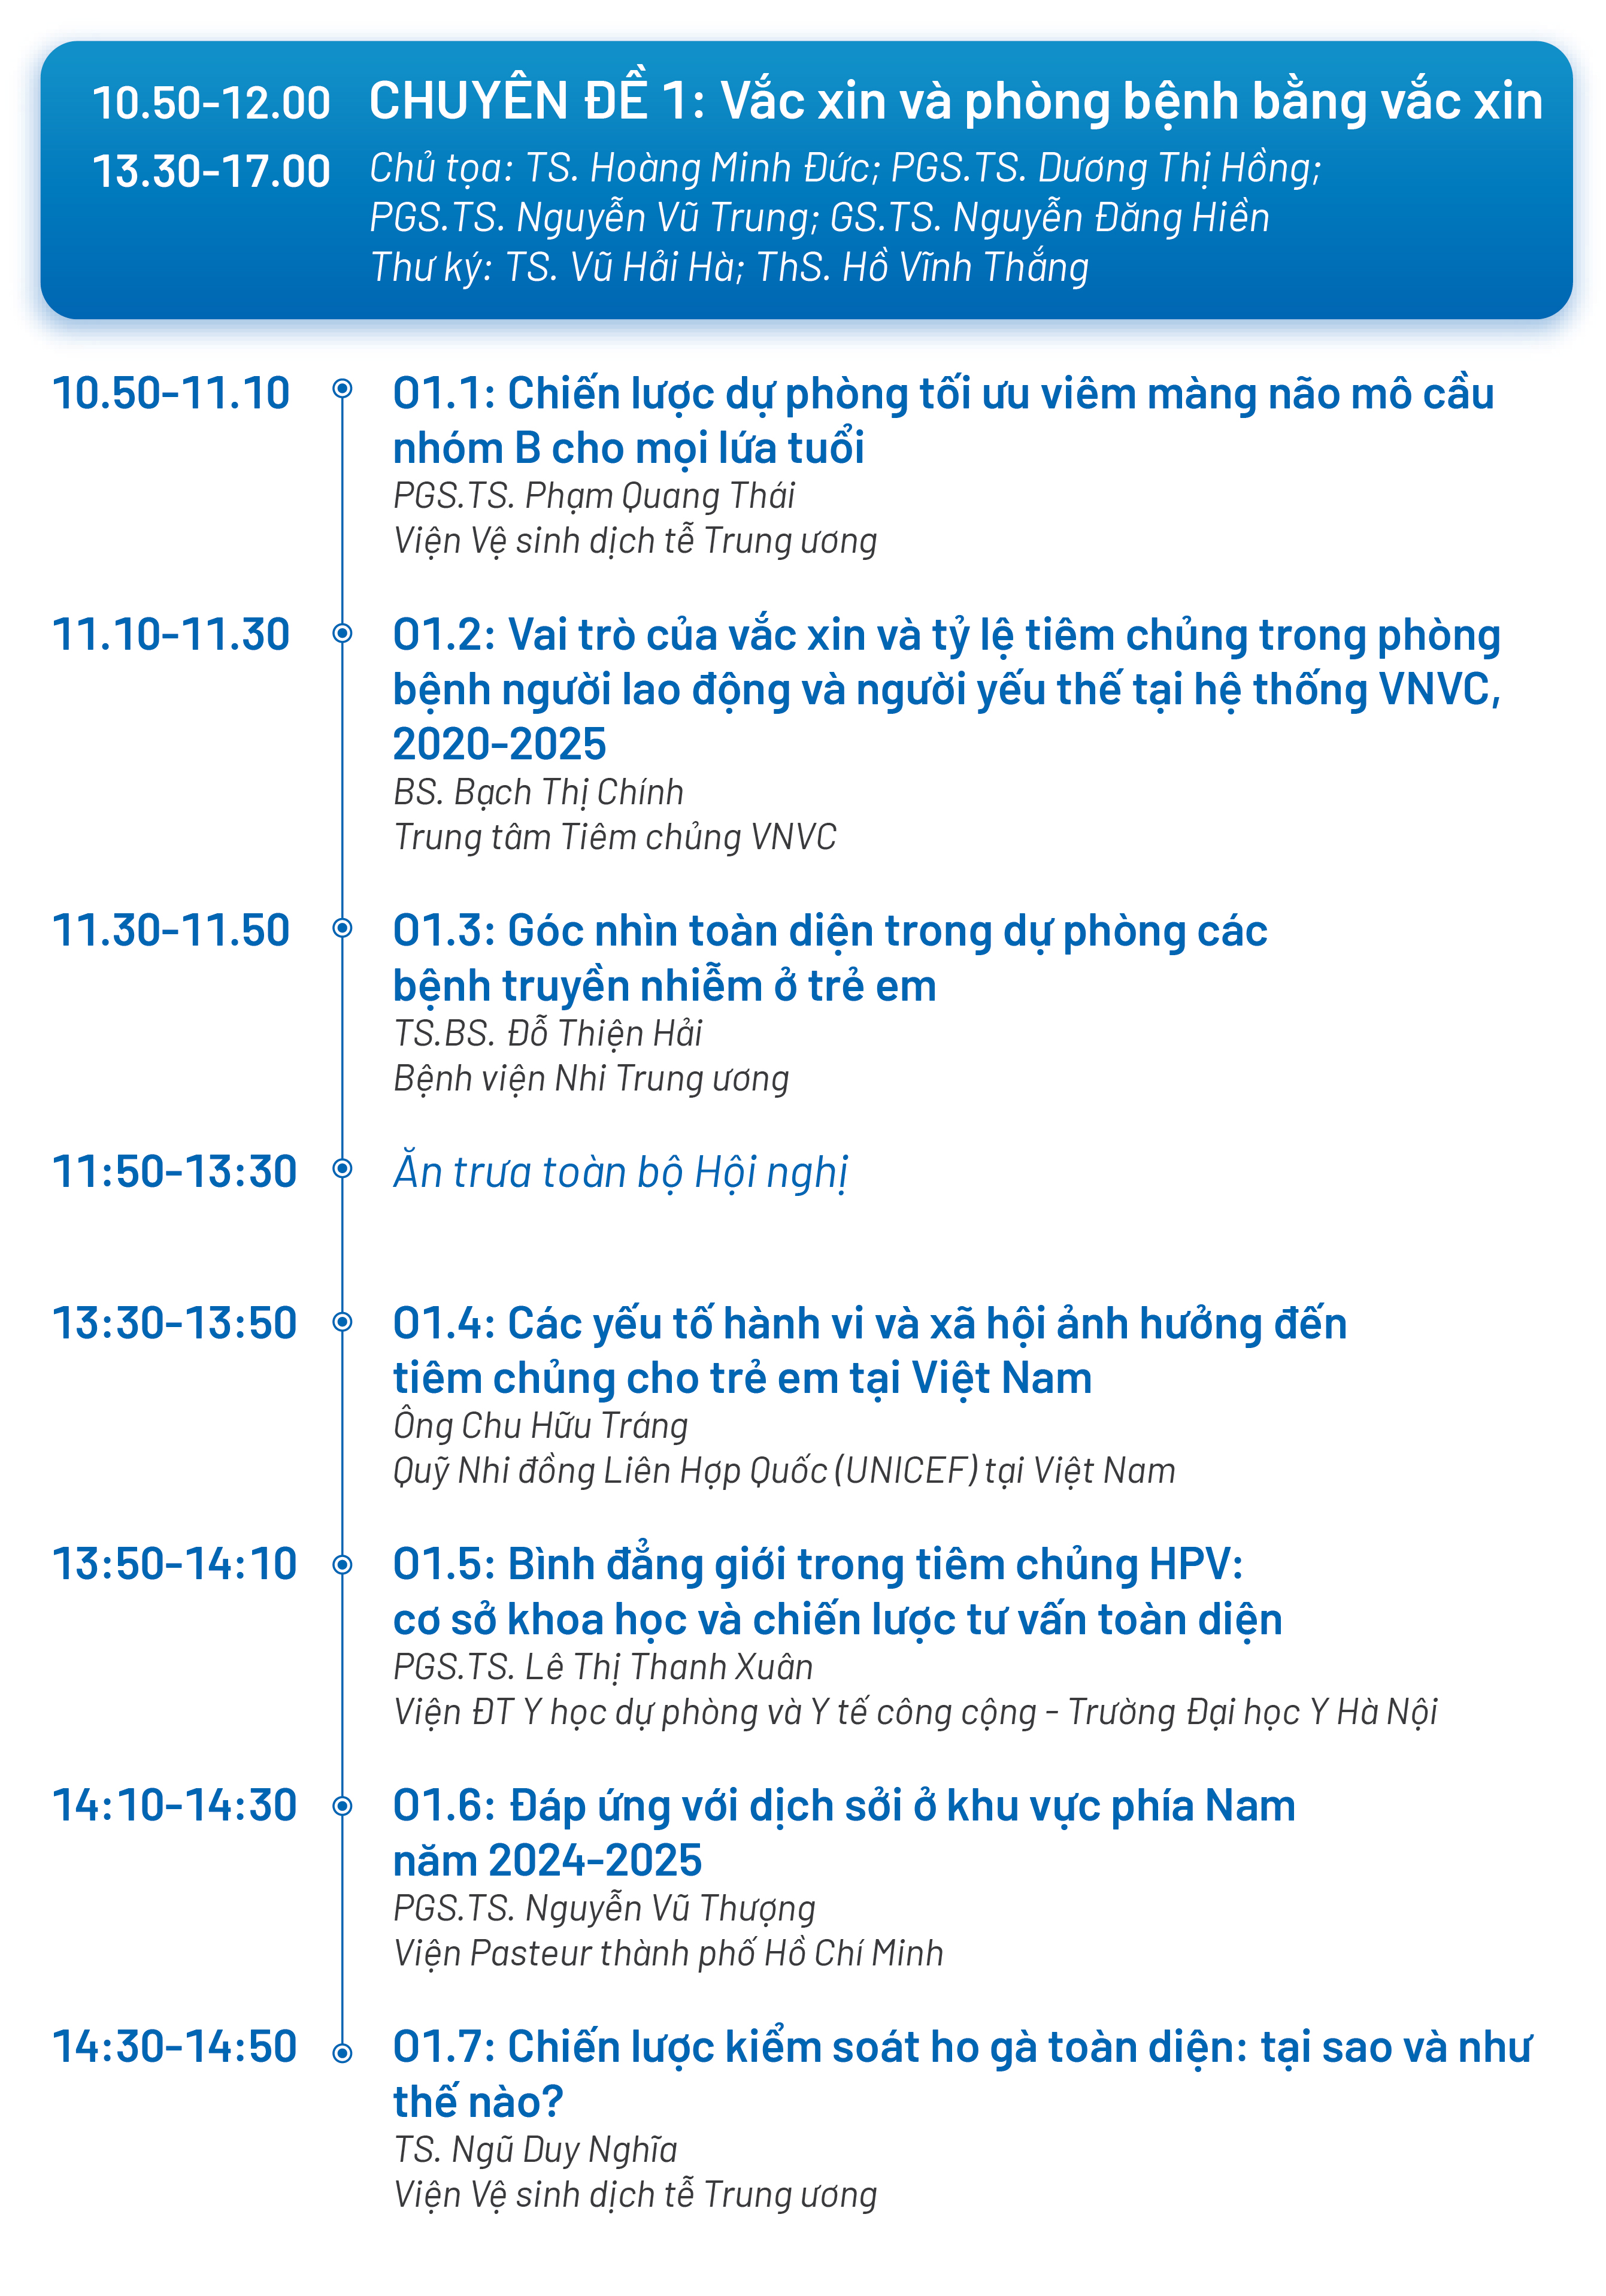 10.50-12.00 CHUYÊN ĐỀ 1: Vắc xin và phòng bệnh bằng vắc xin
13.30-17.00 Chủ tọa: TS. Hoàng Minh Đức; PGS.TS. Dương Thị Hồng;
PGS.TS. Nguyễn Vũ Trung; GS.TS. Nguyễn Đăng Hiền
Thư ký: TS. Vũ Hải Hà; ThS. Hồ Vĩnh Thắng
10.50-11.10 O1.1: Chiến lược dự phòng tối ưu viêm màng não mô cầu
nhóm B cho mọi lứa tuổi
PGS.TS. Phạm Quang Thái
Viện Vệ sinh dịch tễ Trung ương
11.10-11.30 O1.2: Vai trò của vắc xin và tỷ lệ tiêm chủng trong phòng
bệnh người lao động và người yếu thế tại hệ thống VNVC,
2020-2025
BS. Bạch Thị Chính
Trung tâm Tiêm chủng VNVC
11.30-11.50 O1.3: Góc nhìn toàn diện trong dự phòng các
bệnh truyền nhiễm ở trẻ em
TS.BS. Đỗ Thiện Hải
Bệnh viện Nhi Trung ương
11:50-13:30 Ăn trưa toàn bộ Hội nghị
13:30-13:50 O1.4: Các yếu tố hành vi và xã hội ảnh hưởng đến
tiêm chủng cho trẻ em tại Việt Nam
Ông Chu Hữu Tráng
Quỹ Nhi đồng Liên Hợp Quốc (UNICEF) tại Việt Nam
13:50-14:10 O1.5: Bình đẳng giới trong tiêm chủng HPV:
cơ sở khoa học và chiến lược tư vấn toàn diện
PGS.TS. Lê Thị Thanh Xuân
Viện ĐT Y học dự phòng và Y tế công cộng - Trường Đại học Y Hà Nội
14:10-14:30 O1.6: Đáp ứng với dịch sởi ở khu vực phía Nam
năm 2024-2025
PGS.TS. Nguyễn Vũ Thượng
Viện Pasteur thành phố Hồ Chí Minh
14:30-14:50 O1.7: Chiến lược kiểm soát ho gà toàn diện: tại sao và như
thế nào?
TS. Ngũ Duy Nghĩa
Viện Vệ sinh dịch tễ Trung ương